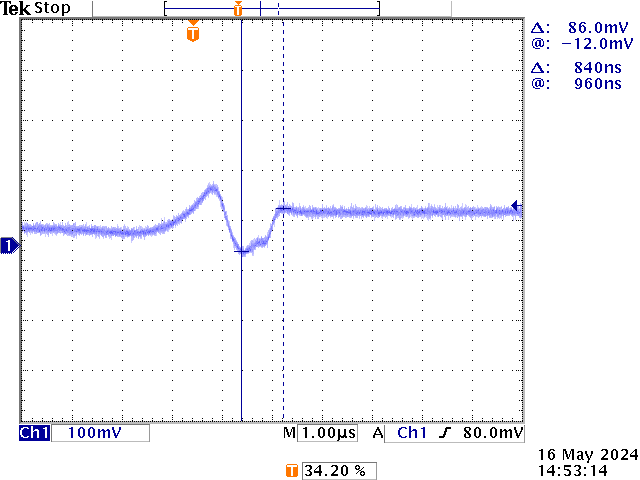 Tek Stop
T
T
Δ: 86.0mV
@: −12.0mV
Δ: 840ns
@: 960ns
1
Ch1 100mV M 1.00µs A Ch1 80.0mV
T 34.20 %
16 May 2024
14:53:14